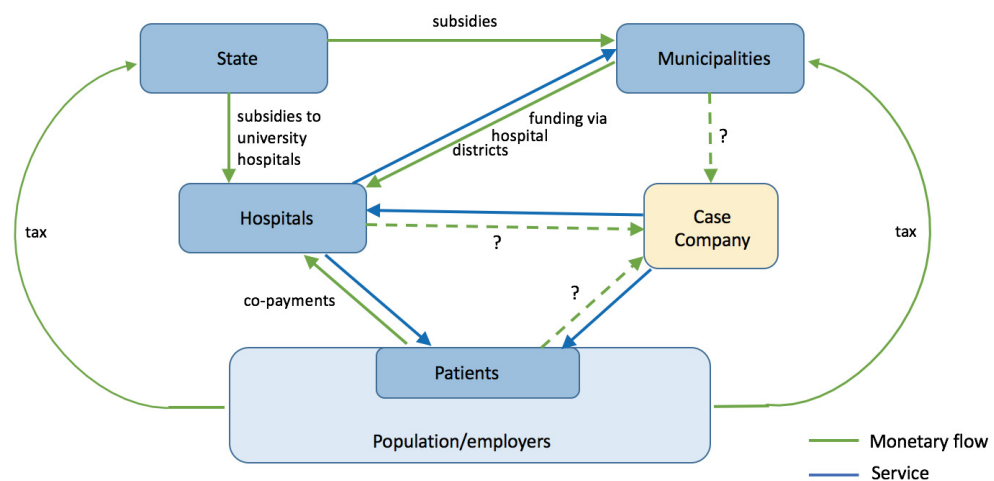 subsidies
State
Municipalities
subsidies to
university
hospitals
funding via
hospital
districts
?
Hospitals
Case
Company
?
tax
tax
co-payments
?
Patients
Population/employers
Monetary flow
Service